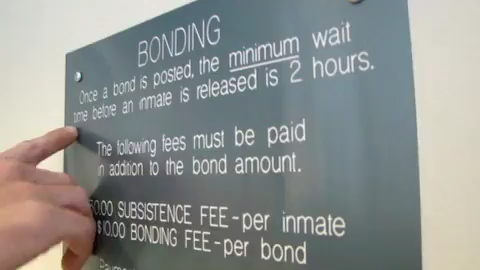 BONDING
Once a bond is posted, the minimum wait
time before an inmate is released is 2 hours.
The following fees must be paid
in addition to the bond amount.
SUBSISTENCE FEE-per inmate
$10.00 BONDING FEE-per bond